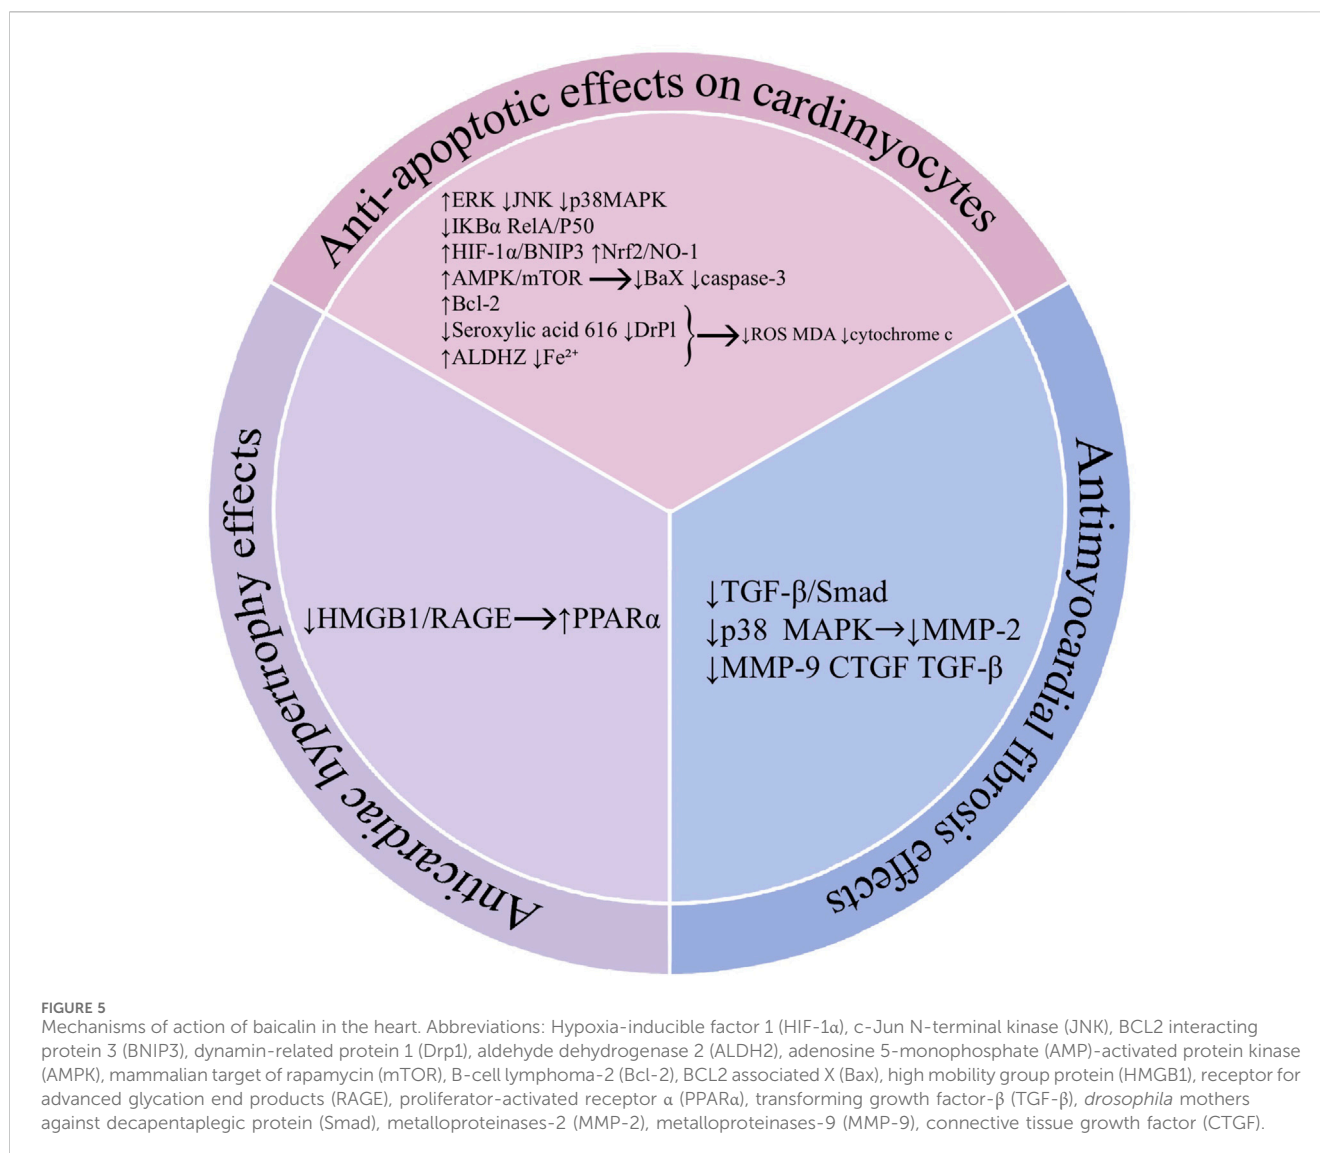 Anti-apoptotic effects on cardimyocytes
↑ERK ↓JNK ↓p38MAPK
↓IKBα RelA/P50
↑HIF-1α/BNIP3 ↑Nrf2/NO-1
↑AMPK/mTOR → ↓BaX ↓caspase-3
↑Bcl-2
↓Seroxylic acid 616 ↓DrPl
↑ALDHZ ↓Fe²⁺
} → ↓ROS MDA ↓cytochrome c
Anticardiac hypertrophy effects
↓HMGB1/RAGE → ↑PPARα
Antimyocardial fibrosis effects
↓TGF-β/Smad
↓p38 MAPK→↓MMP-2
↓MMP-9 CTGF TGF-β
FIGURE 5
Mechanisms of action of baicalin in the heart. Abbreviations: Hypoxia-inducible factor 1 (HIF-1α), c-Jun N-terminal kinase (JNK), BCL2 interacting
protein 3 (BNIP3), dynamin-related protein 1 (Drp1), aldehyde dehydrogenase 2 (ALDH2), adenosine 5-monophosphate (AMP)-activated protein kinase
(AMPK), mammalian target of rapamycin (mTOR), B-cell lymphoma-2 (Bcl-2), BCL2 associated X (Bax), high mobility group protein (HMGB1), receptor for
advanced glycation end products (RAGE), proliferator-activated receptor α (PPARα), transforming growth factor-β (TGF-β), drosophila mothers
against decapentaplegic protein (Smad), metalloproteinases-2 (MMP-2), metalloproteinases-9 (MMP-9), connective tissue growth factor (CTGF).